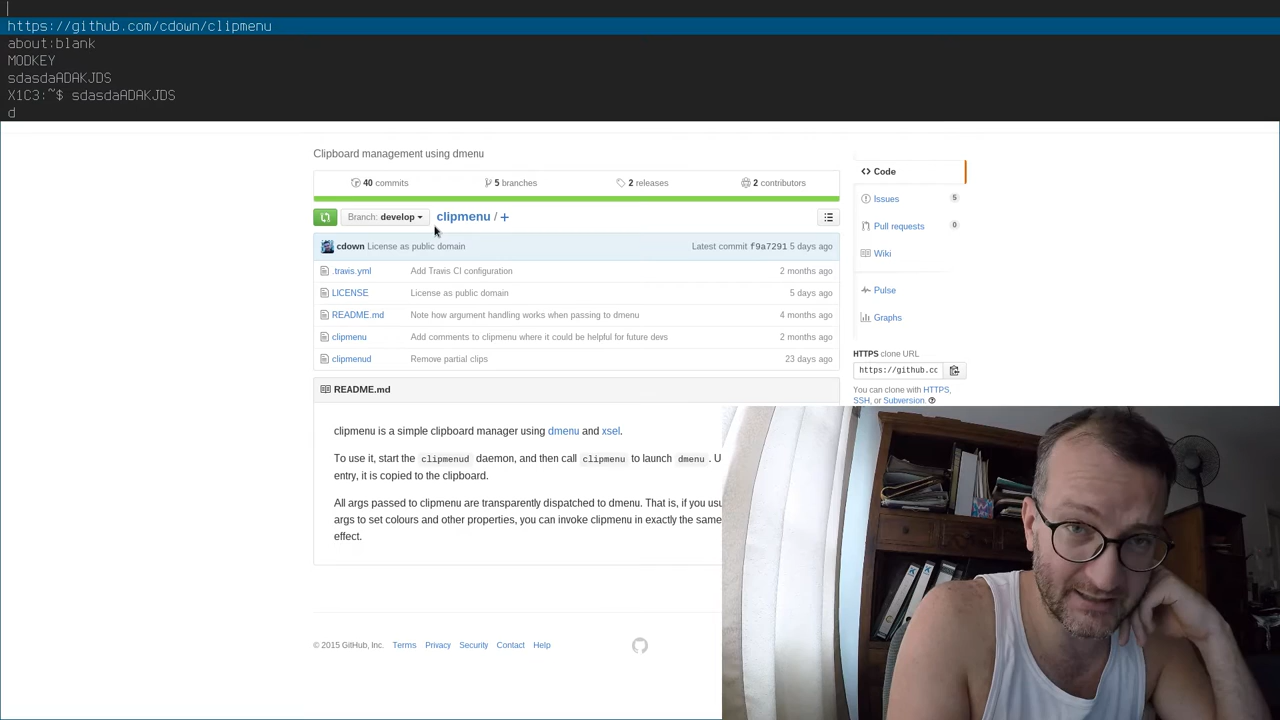 https://github.com/cdown/clipmenu
about:blank
MODKEY
sdasdaADAKJDS
X1C3:~$ sdasdaADAKJDS
d
Clipboard management using dmenu
40 commits
5 branches
2 releases
2 contributors
Branch: develop
clipmenu / +
cdown License as public domain
Latest commit f9a7291 5 days ago
.travis.yml Add Travis CI configuration 2 months ago
LICENSE License as public domain 5 days ago
README.md Note how argument handling works when passing to dmenu 4 months ago
clipmenu Add comments to clipmenu where it could be helpful for future devs 2 months ago
clipmenud Remove partial clips 23 days ago
README.md
clipmenu is a simple clipboard manager using dmenu and xsel.
To use it, start the clipmenud daemon, and then call clipmenu to launch dmenu. U
entry, it is copied to the clipboard.
All args passed to clipmenu are transparently dispatched to dmenu. That is, if you usu
args to set colours and other properties, you can invoke clipmenu in exactly the same
effect.
Code
Issues 5
Pull requests 0
Wiki
Pulse
Graphs
HTTPS clone URL
https://github.cc
You can clone with HTTPS,
SSH, or Subversion.
© 2015 GitHub, Inc. Terms Privacy Security Contact Help